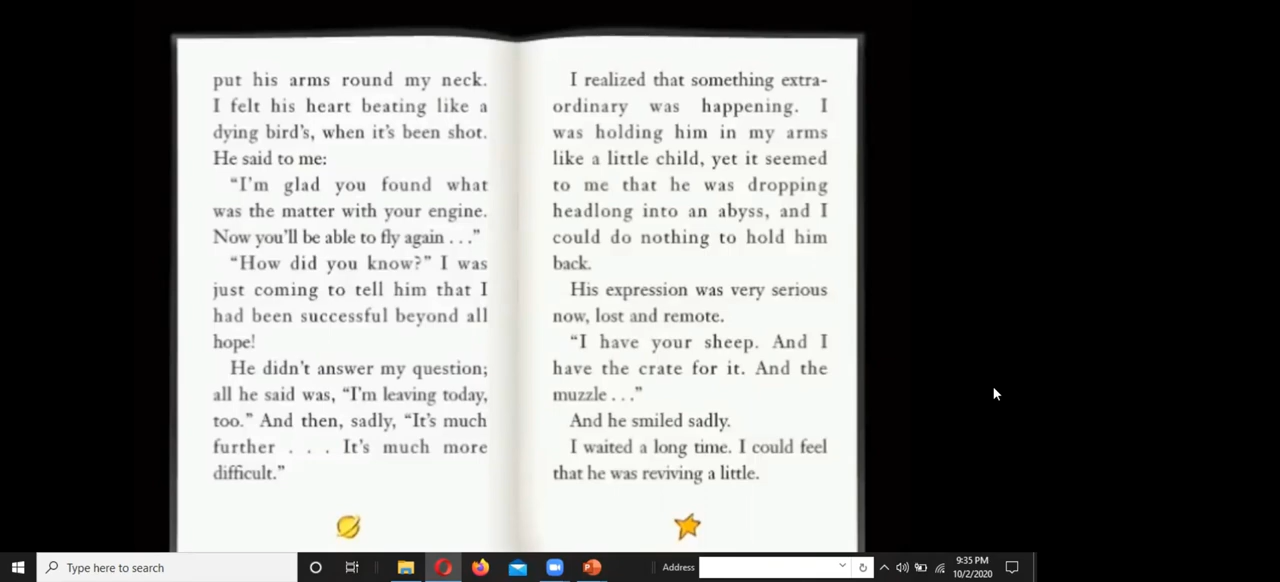 put his arms round my neck.
I felt his heart beating like a
dying bird's, when it's been shot.
He said to me:
"I'm glad you found what
was the matter with your engine.
Now you'll be able to fly again . . ."
"How did you know?" I was
just coming to tell him that I
had been successful beyond all
hope!
He didn't answer my question;
all he said was, "I'm leaving today,
too." And then, sadly, "It's much
further . . . It's much more
difficult."
I realized that something extra-
ordinary was happening. I
was holding him in my arms
like a little child, yet it seemed
to me that he was dropping
headlong into an abyss, and I
could do nothing to hold him
back.
His expression was very serious
now, lost and remote.
"I have your sheep. And I
have the crate for it. And the
muzzle . . ."
And he smiled sadly.
I waited a long time. I could feel
that he was reviving a little.
Type here to search
Address
9:35 PM
10/2/2020